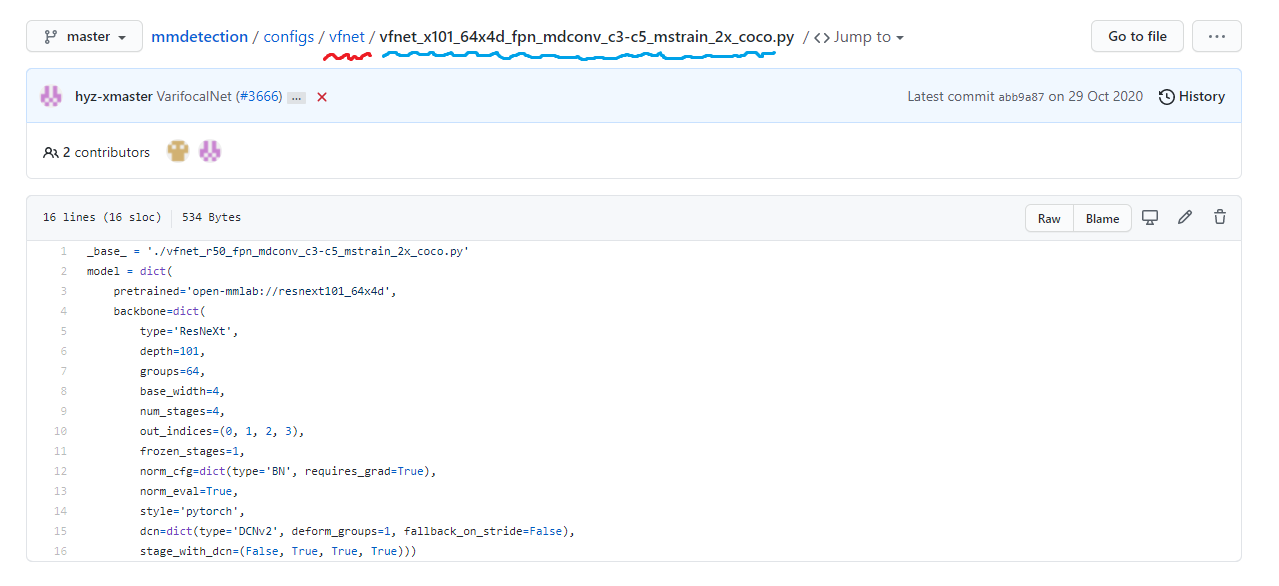 master mmdetection / configs / vfnet / vfnet_x101_64x4d_fpn_mdconv_c3-c5_mstrain_2x_coco.py / <> Jump to Go to file ...
hyz-xmaster VarifocalNet (#3666) ... Latest commit abb9a87 on 29 Oct 2020 History
2 contributors
16 lines (16 sloc) 534 Bytes Raw Blame
1 _base_ = './vfnet_r50_fpn_mdconv_c3-c5_mstrain_2x_coco.py'
2 model = dict(
3     pretrained='open-mmlab://resnext101_64x4d',
4     backbone=dict(
5         type='ResNeXt',
6         depth=101,
7         groups=64,
8         base_width=4,
9         num_stages=4,
10         out_indices=(0, 1, 2, 3),
11         frozen_stages=1,
12         norm_cfg=dict(type='BN', requires_grad=True),
13         norm_eval=True,
14         style='pytorch',
15         dcn=dict(type='DCNv2', deform_groups=1, fallback_on_stride=False),
16         stage_with_dcn=(False, True, True, True)))